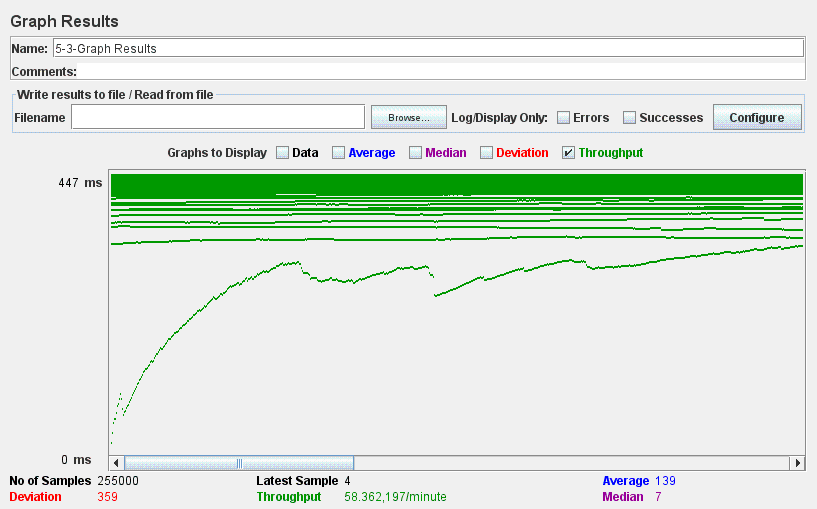 Graph Results
Name: 5-3-Graph Results
Comments:
Write results to file / Read from file
Filename Browse... Log/Display Only: Errors Successes Configure
Graphs to Display Data Average Median Deviation Throughput
447 ms
0 ms
No of Samples 255000 Latest Sample 4 Average 139
Deviation 359 Throughput 58.362,197/minute Median 7